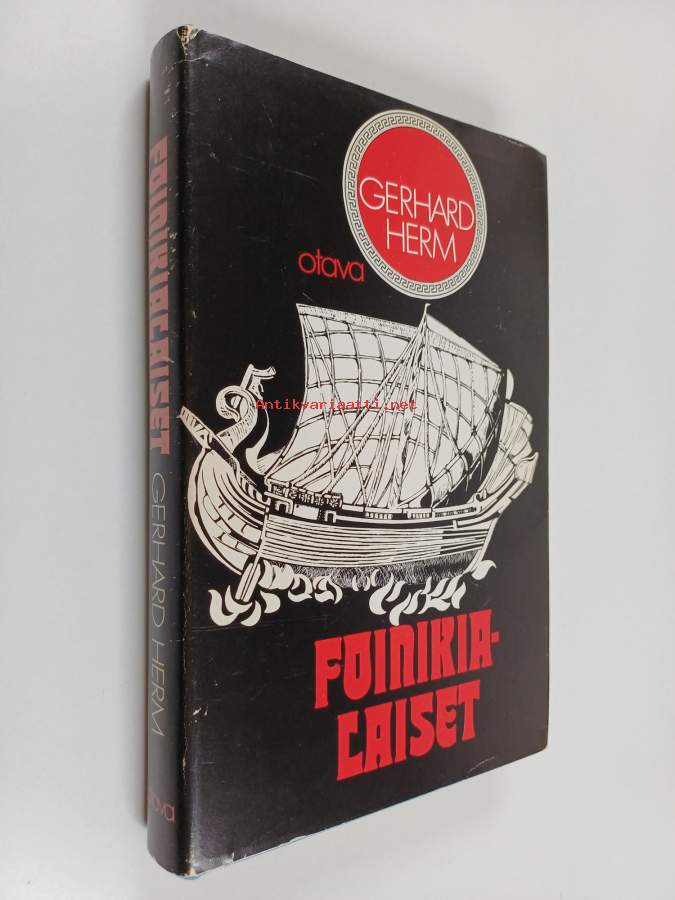 GERHARD
HERM
otava
Antikvariaatti.net
FOINIKIA-
LAISET
FOINIKIALAISET GERHARD HERM
otava